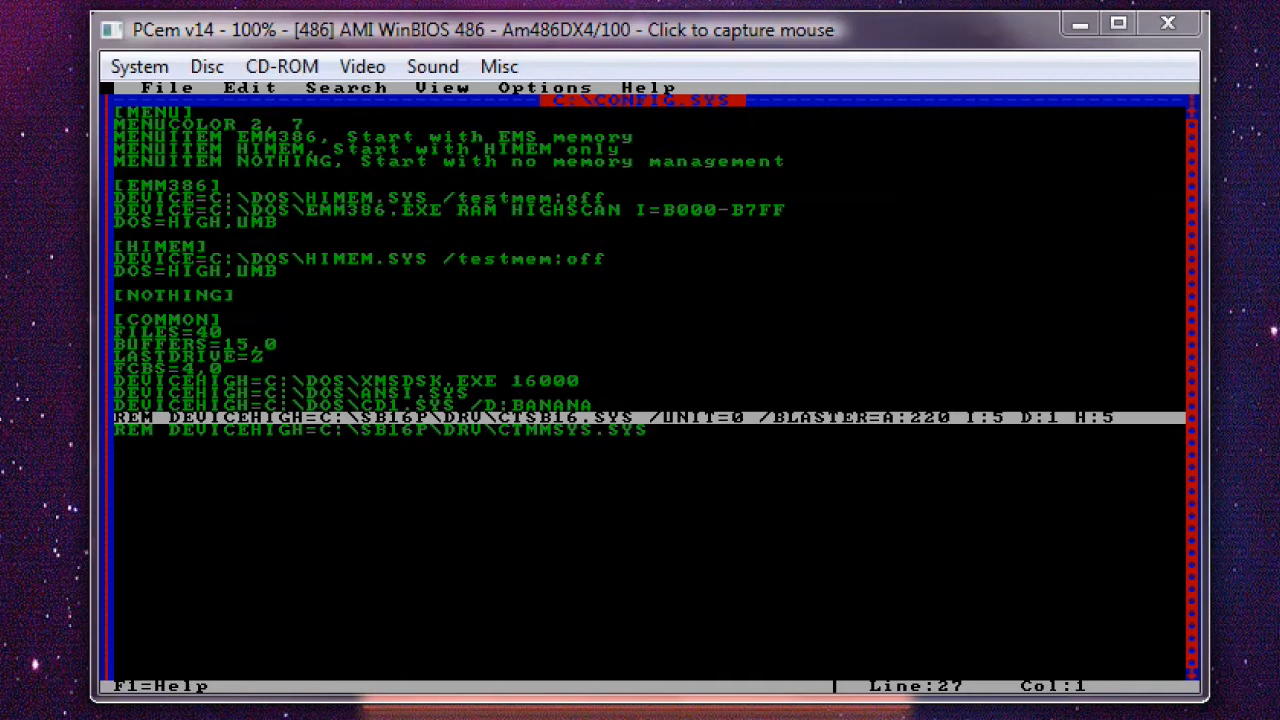 PCem v14 - 100% - [486] AMI WinBIOS 486 - Am486DX4/100 - Click to capture mouse
System Disc CD-ROM Video Sound Misc
File Edit Search View Options Help
C:\CONFIG.SYS
[MENU]
MENUCOLOR 2, 7
MENUITEM EMM386, Start with EMS memory
MENUITEM HIMEM, Start with HIMEM only
MENUITEM NOTHING, Start with no memory management
[EMM386]
DEVICE=C:\DOS\HIMEM.SYS /testmem:off
DEVICE=C:\DOS\EMM386.EXE RAM HIGHSCAN I=B000-B7FF
DOS=HIGH,UMB
[HIMEM]
DEVICE=C:\DOS\HIMEM.SYS /testmem:off
DOS=HIGH,UMB
[NOTHING]
[COMMON]
FILES=40
BUFFERS=15,0
LASTDRIVE=Z
FCBS=4,0
DEVICEHIGH=C:\DOS\XMSDSK.EXE 16000
DEVICEHIGH=C:\DOS\ANSI.SYS
DEVICEHIGH=C:\DOS\CD1.SYS /D:BANANA
REM DEVICEHIGH=C:\SB16P\DRV\CTSB16.SYS /UNIT=0 /BLASTER=A:220 I:5 D:1 H:5
REM DEVICEHIGH=C:\SB16P\DRV\CTMMSYS.SYS
F1=Help Line:27 Col:1